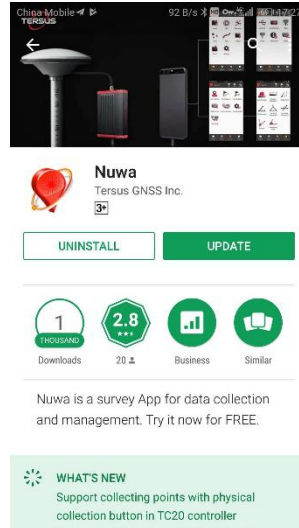 China Mobile
92 B/s
TERSUS
Nuwa
Tersus GNSS Inc.
3+
UNINSTALL
UPDATE
1
THOUSAND
2.8
Downloads
20
Business
Similar
Nuwa is a survey App for data collection
and management. Try it now for FREE.
WHAT'S NEW
Support collecting points with physical
collection button in TC20 controller